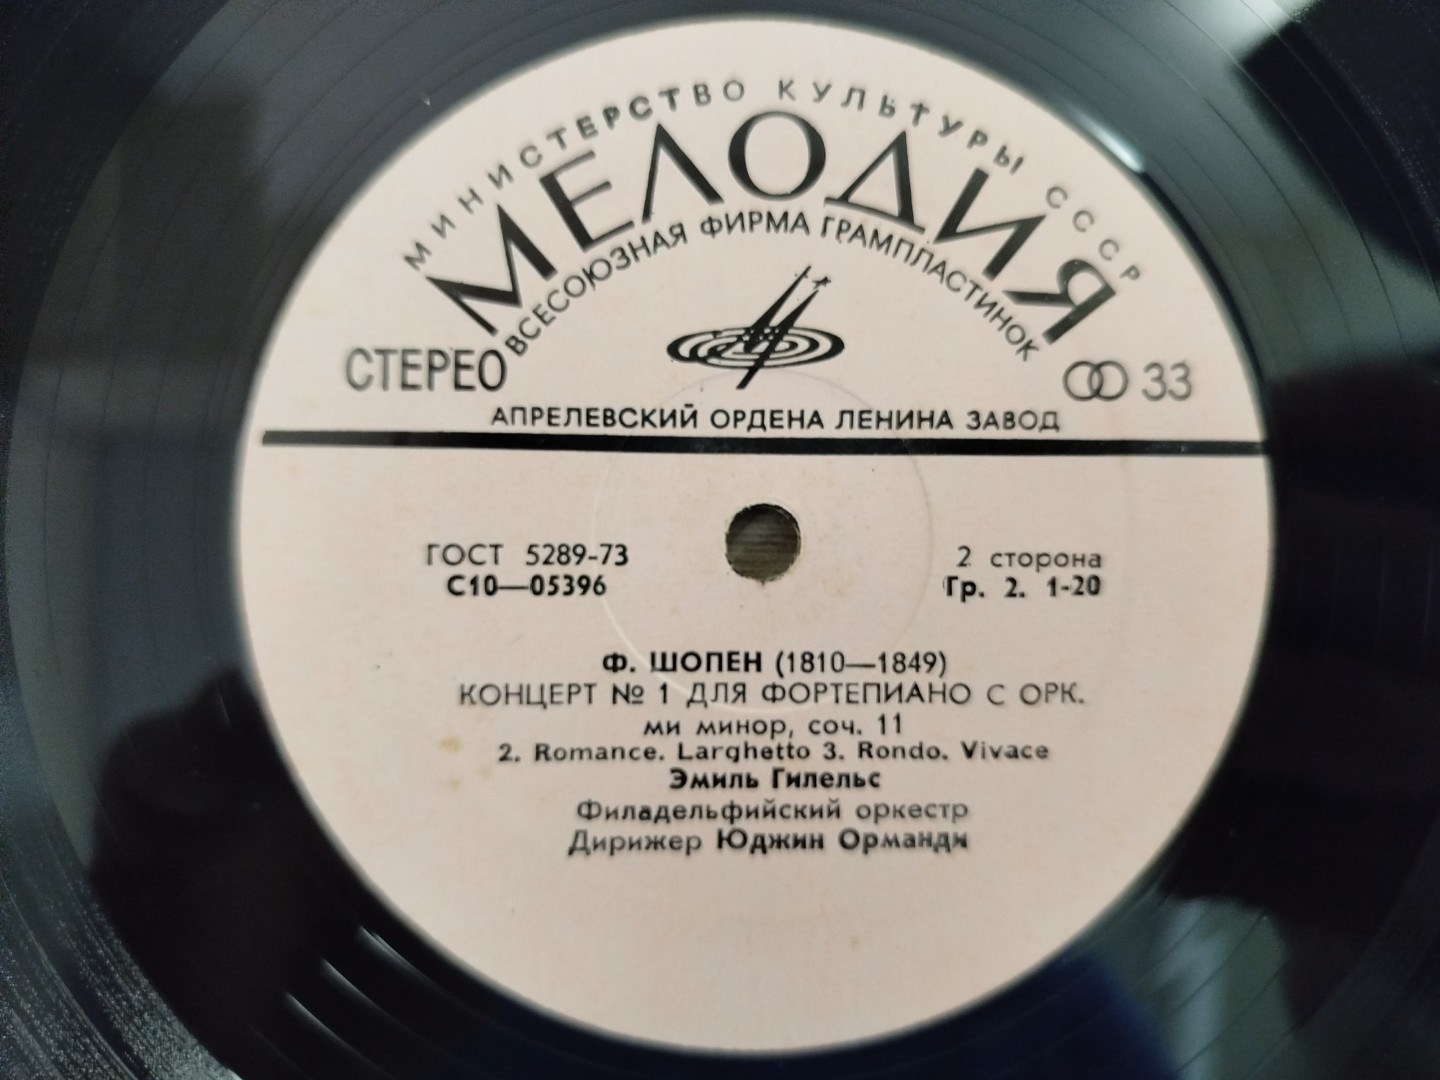 МИНИСТЕРСТВО КУЛЬТУРЫ СССР
МЕЛОДИЯ
ВСЕСОЮЗНАЯ ФИРМА ГРАМПЛАСТИНОК
СТЕРЕО
33
АПРЕЛЕВСКИЙ ОРДЕНА ЛЕНИНА ЗАВОД
ГОСТ 5289-73
2 сторона
С10—05396
Гр. 2. 1-20
Ф. ШОПЕН (1810—1849)
КОНЦЕРТ № 1 ДЛЯ ФОРТЕПИАНО С ОРК.
ми минор, соч. 11
2. Romance. Larghetto 3. Rondo. Vivace
Эмиль Гилельс
Филадельфийский оркестр
Дирижер Юджин Орманди